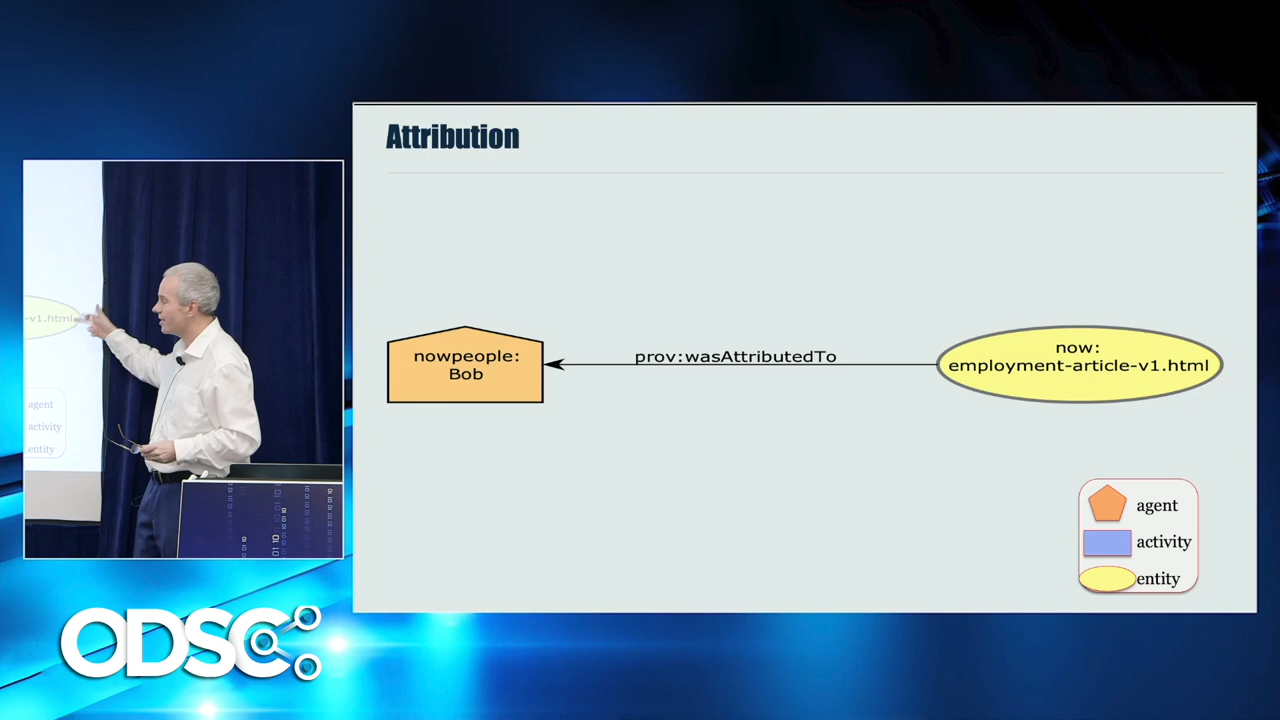 Attribution
nowpeople:
Bob
prov:wasAttributedTo
now:
employment-article-v1.html
agent
activity
entity
-v1.html
agent
activity
entity
ODSC